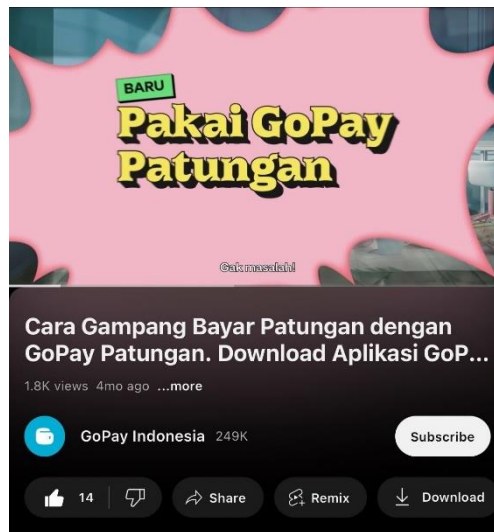 BARU
Pakai GoPay
Patungan
Gak masalah!
Cara Gampang Bayar Patungan dengan
GoPay Patungan. Download Aplikasi GoP...
1.8K views 4mo ago ...more
GoPay Indonesia 249K
Subscribe
14
Share
Remix
Download